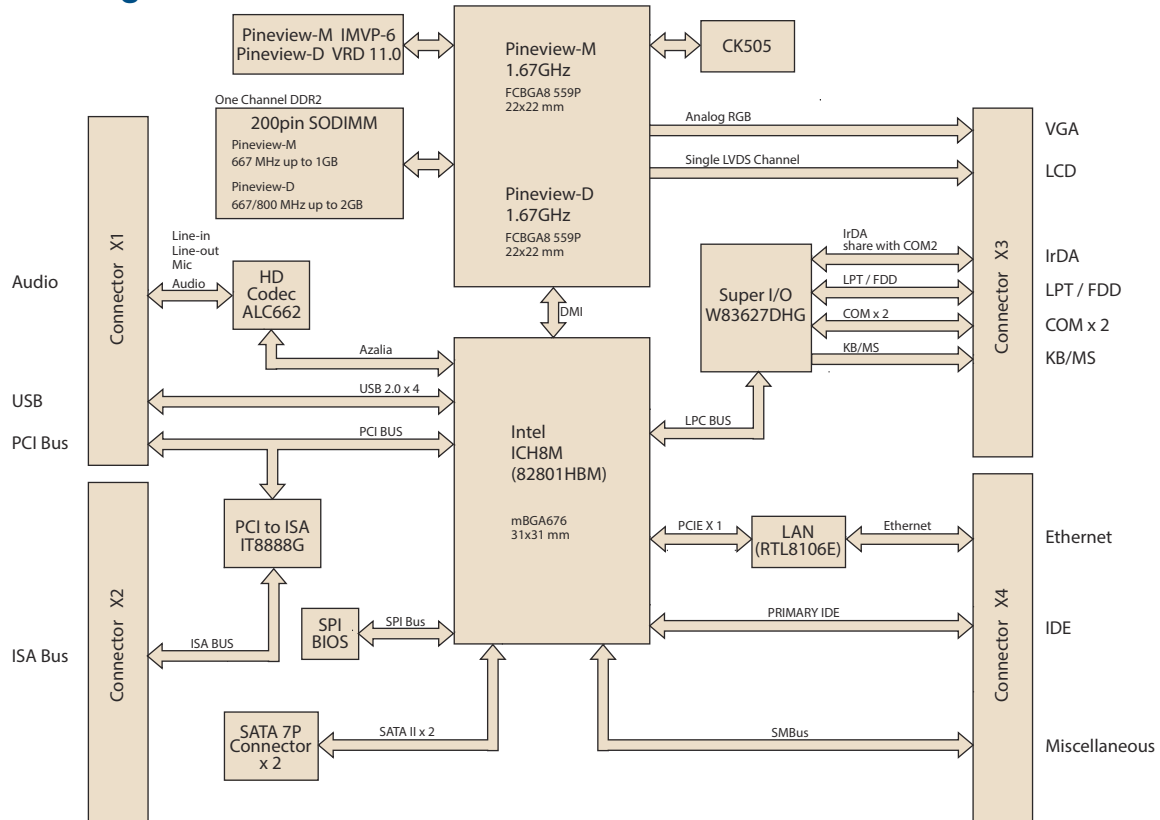 Pineview-M IMVP-6
Pineview-D VRD 11.0
Pineview-M
1.67GHz
FCBGA8 559P
22x22 mm
CK505
One Channel DDR2
200pin SODIMM
Pineview-M
667 MHz up to 1GB
Pineview-D
667/800 MHz up to 2GB
Pineview-D
1.67GHz
FCBGA8 559P
22x22 mm
Analog RGB
VGA
Single LVDS Channel
LCD
Connector X1
Line-in
Line-out
Mic
Audio
Audio
HD
Codec
ALC662
DMI
Super I/O
W83627DHG
IrDA
share with COM2
IrDA
LPT / FDD
LPT / FDD
COM x 2
COM x 2
KB/MS
KB/MS
Connector X3
Azalia
USB
USB 2.0 x 4
PCI Bus
PCI BUS
LPC BUS
Intel
ICH8M
(82801HBM)
mBGA676
31x31 mm
PCI to ISA
IT8888G
PCIE X 1
LAN
(RTL8106E)
Ethernet
Ethernet
Connector X2
ISA Bus
ISA BUS
SPI
BIOS
SPI Bus
PRIMARY IDE
IDE
Connector X4
SATA 7P
Connector
x 2
SATA II x 2
SMBus
Miscellaneous